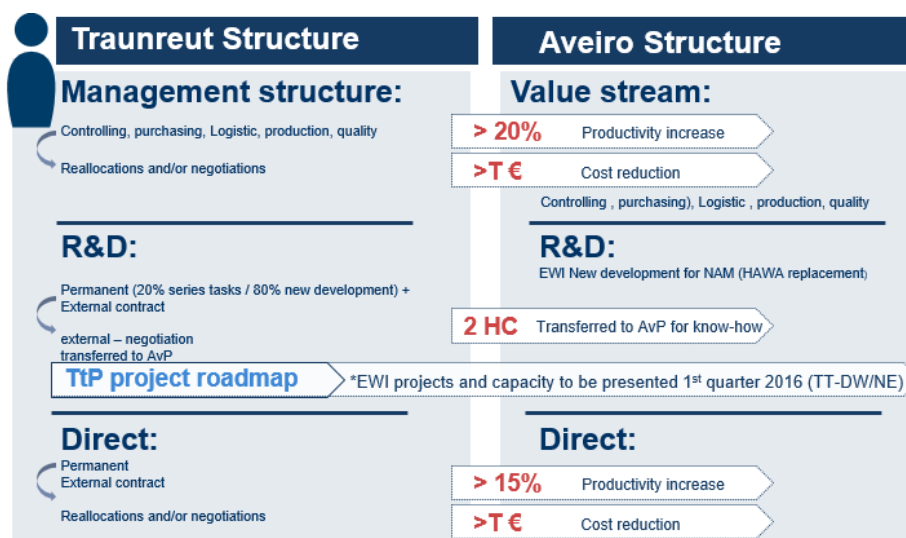 Traunreut Structure
Aveiro Structure
Management structure:
Controlling, purchasing, Logistic, production, quality
Reallocations and/or negotiations
Value stream:
> 20% Productivity increase
>T € Cost reduction
Controlling , purchasing), Logistic , production, quality
R&D:
Permanent (20% series tasks / 80% new development) +
External contract
external – negotiation
transferred to AvP
R&D:
EWI New development for NAM (HAWA replacement)
2 HC Transferred to AvP for know-how
TtP project roadmap
*EWI projects and capacity to be presented 1st quarter 2016 (TT-DW/NE)
Direct:
Permanent
External contract
Reallocations and/or negotiations
Direct:
> 15% Productivity increase
>T € Cost reduction